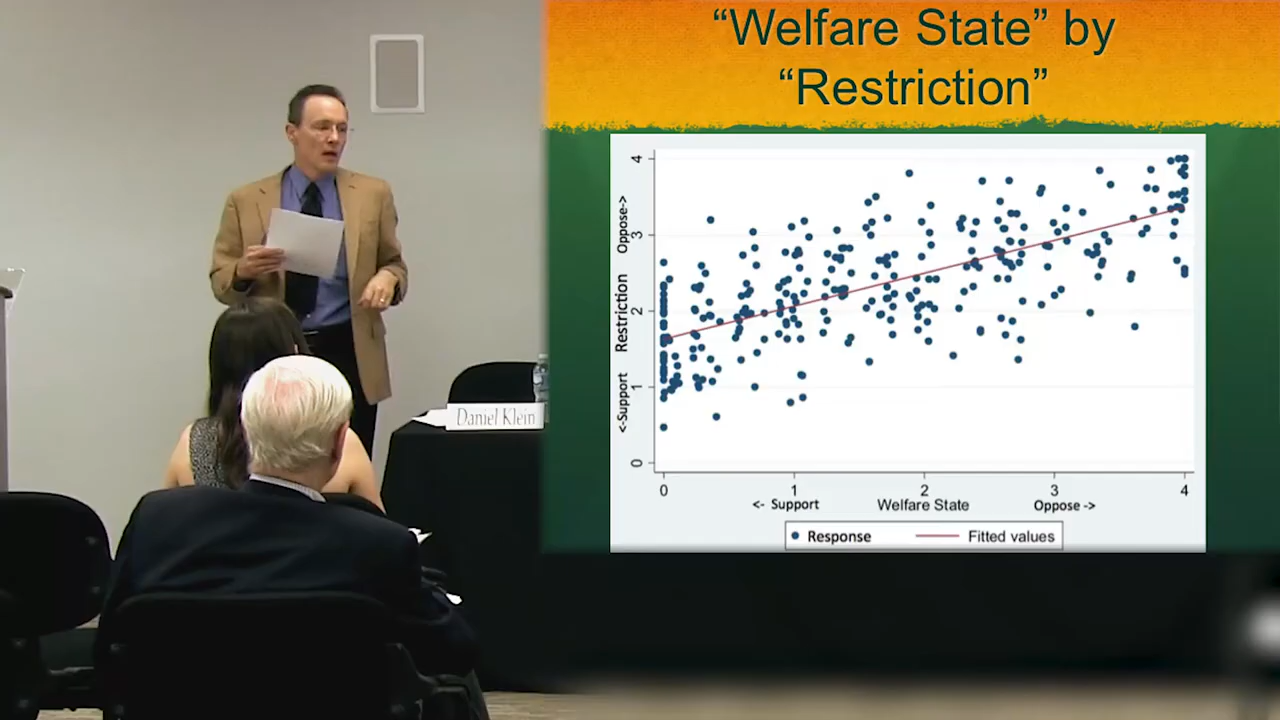 “Welfare State” by
“Restriction”
Daniel Klein
<-Support Restriction Oppose->
4
3
2
1
0
0 1 2 3 4
<- Support Welfare State Oppose ->
Response Fitted values